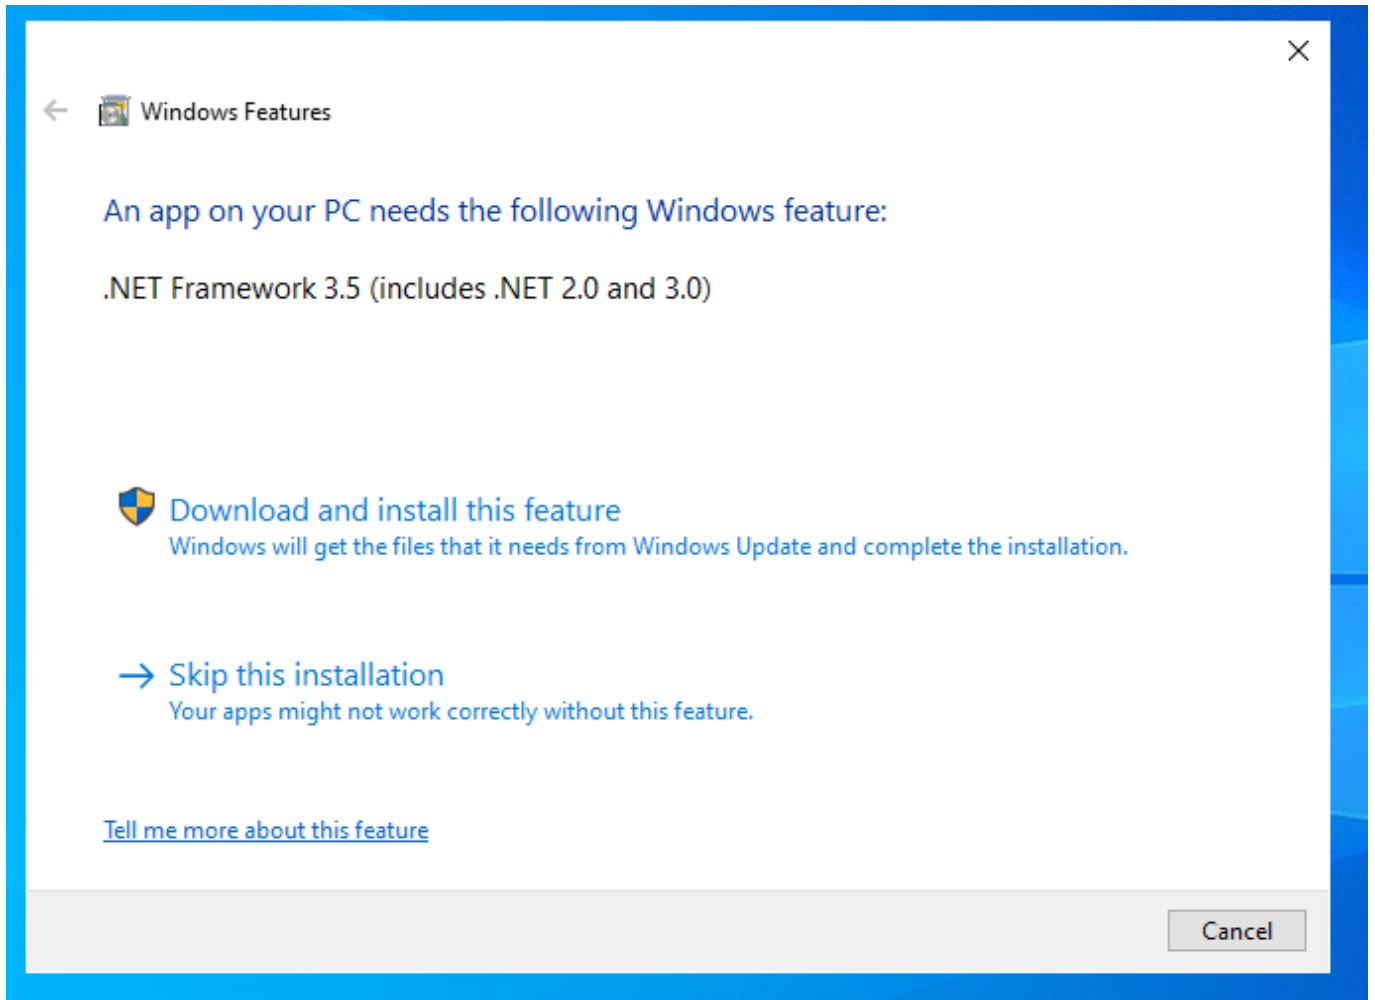 Windows Features
An app on your PC needs the following Windows feature:
.NET Framework 3.5 (includes .NET 2.0 and 3.0)
Download and install this feature
Windows will get the files that it needs from Windows Update and complete the installation.
Skip this installation
Your apps might not work correctly without this feature.
Tell me more about this feature
Cancel